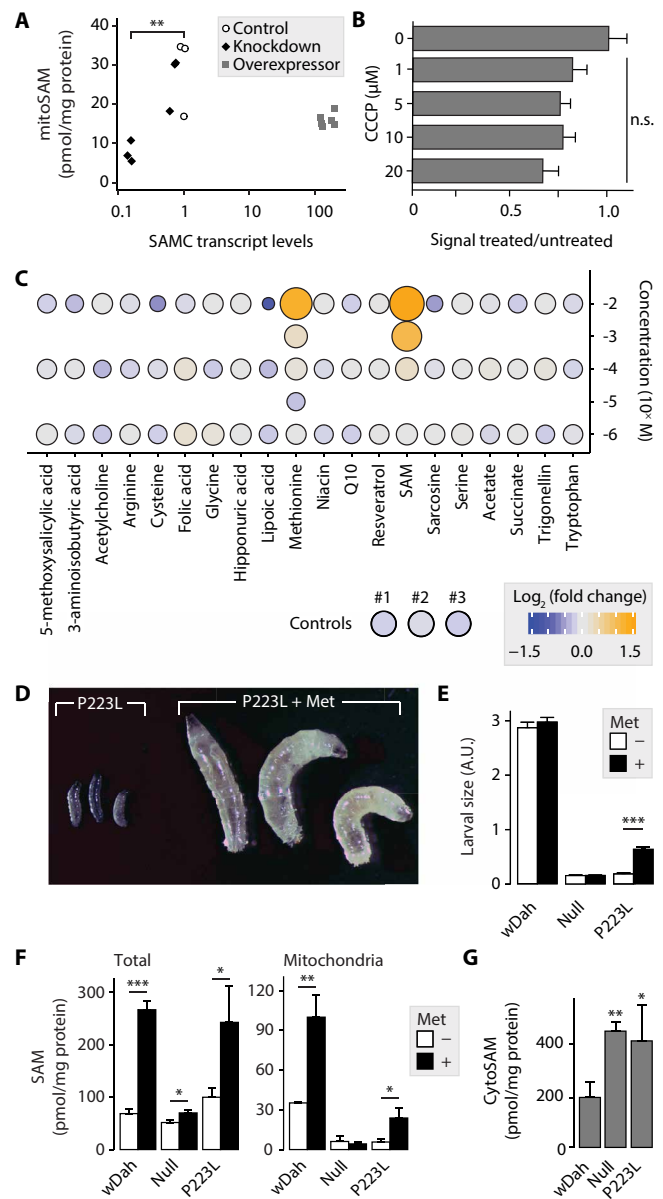 A
mitoSAM
(pmol/mg protein)
40
30
20
10
0
**
Control
Knockdown
Overexpressor
0.1 1 10 100
SAMC transcript levels
B
CCCP (µM)
0
1
5
10
20
n.s.
0 0.5 1.0
Signal treated/untreated
C
-2
-3
-4
-5
-6
Concentration (10ˣ M)
5-methoxysalicylic acid
3-aminoisobutyric acid
Acetylcholine
Arginine
Cysteine
Folic acid
Glycine
Hipponuric acid
Lipoic acid
Methionine
Niacin
Q10
Resveratrol
SAM
Sarcosine
Serine
Acetate
Succinate
Trigonellin
Tryptophan
Controls
#1 #2 #3
Log₂ (fold change)
−1.5 0.0 1.5
D
P223L
P223L + Met
E
Larval size (A.U.)
3
2
1
0
Met
−
+
***
wDah Null P223L
F
Total
SAM
(pmol/mg protein)
300
200
100
0
***
*
*
wDah Null P223L
Mitochondria
120
90
60
30
0
**
*
wDah Null P223L
Met
−
+
G
CytoSAM
(pmol/mg protein)
400
200
0
**
*
wDah Null P223L